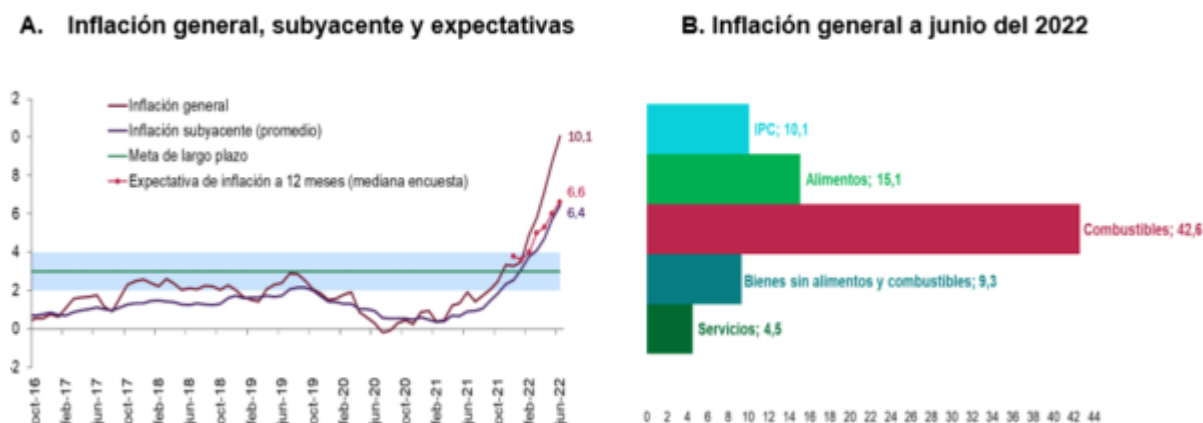 A. Inflación general, subyacente y expectativas
2
0
8
6
4
2
0
-2
Inflación general
Inflación subyacente (promedio)
Meta de largo plazo
Expectativa de inflación a 12 meses (mediana encuesta)
10,1
6,6
6,4
oct-16
feb-17
jun-17
oct-17
feb-18
jun-18
oct-18
feb-19
jun-19
oct-19
feb-20
jun-20
oct-20
feb-21
jun-21
oct-21
feb-22
jun-22
B. Inflación general a junio del 2022
IPC; 10,1
Alimentos; 15,1
Combustibles; 42,6
Bienes sin alimentos y combustibles; 9,3
Servicios; 4,5
0 2 4 6 8 10 12 14 16 18 20 22 24 26 28 30 32 34 36 38 40 42 44